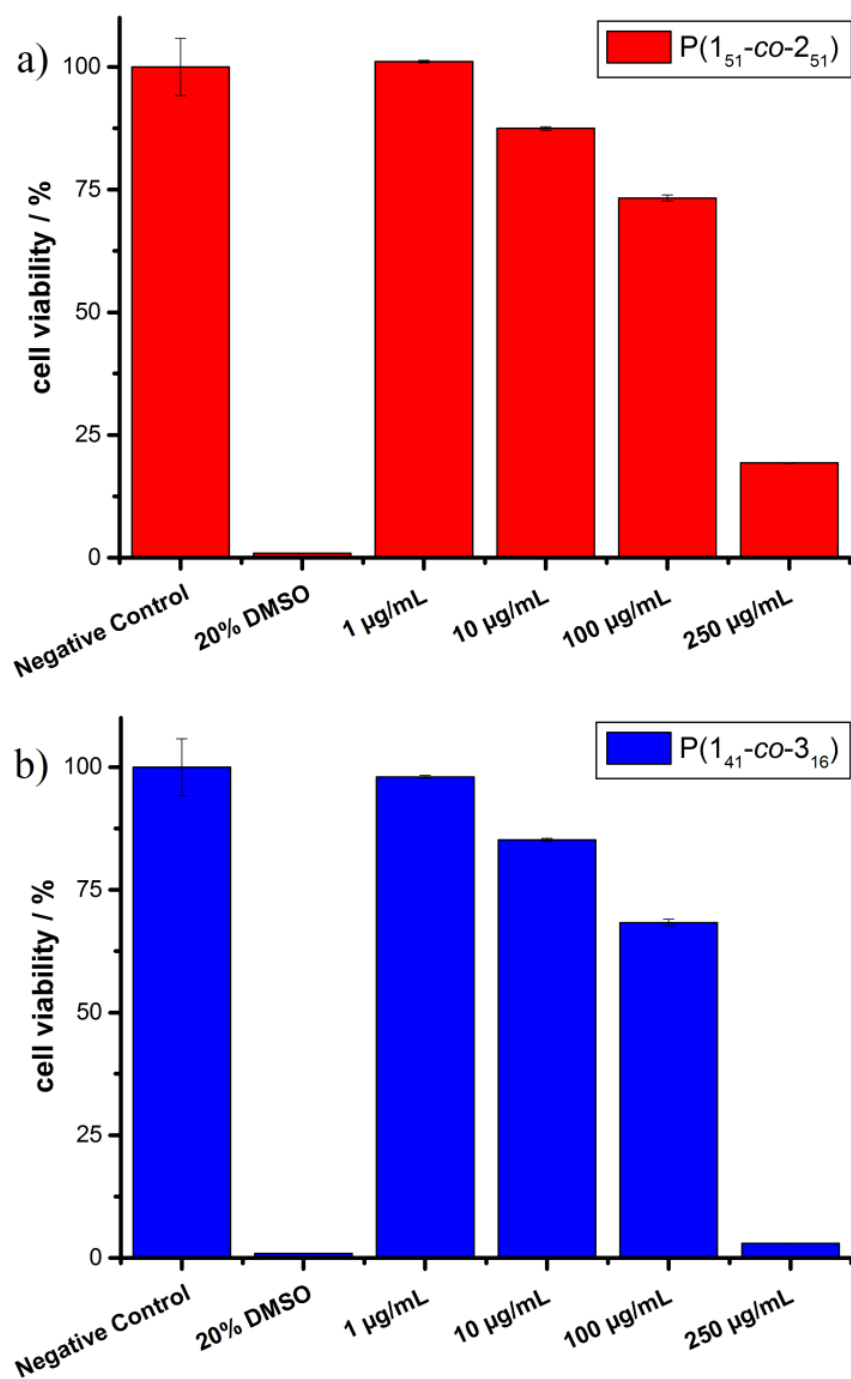 a)
P(1₅₁-co-2₅₁)
100
75
50
25
0
cell viability / %
Negative Control
20% DMSO
1 µg/mL
10 µg/mL
100 µg/mL
250 µg/mL
b)
P(1₄₁-co-3₁₆)
100
75
50
25
0
cell viability / %
Negative Control
20% DMSO
1 µg/mL
10 µg/mL
100 µg/mL
250 µg/mL